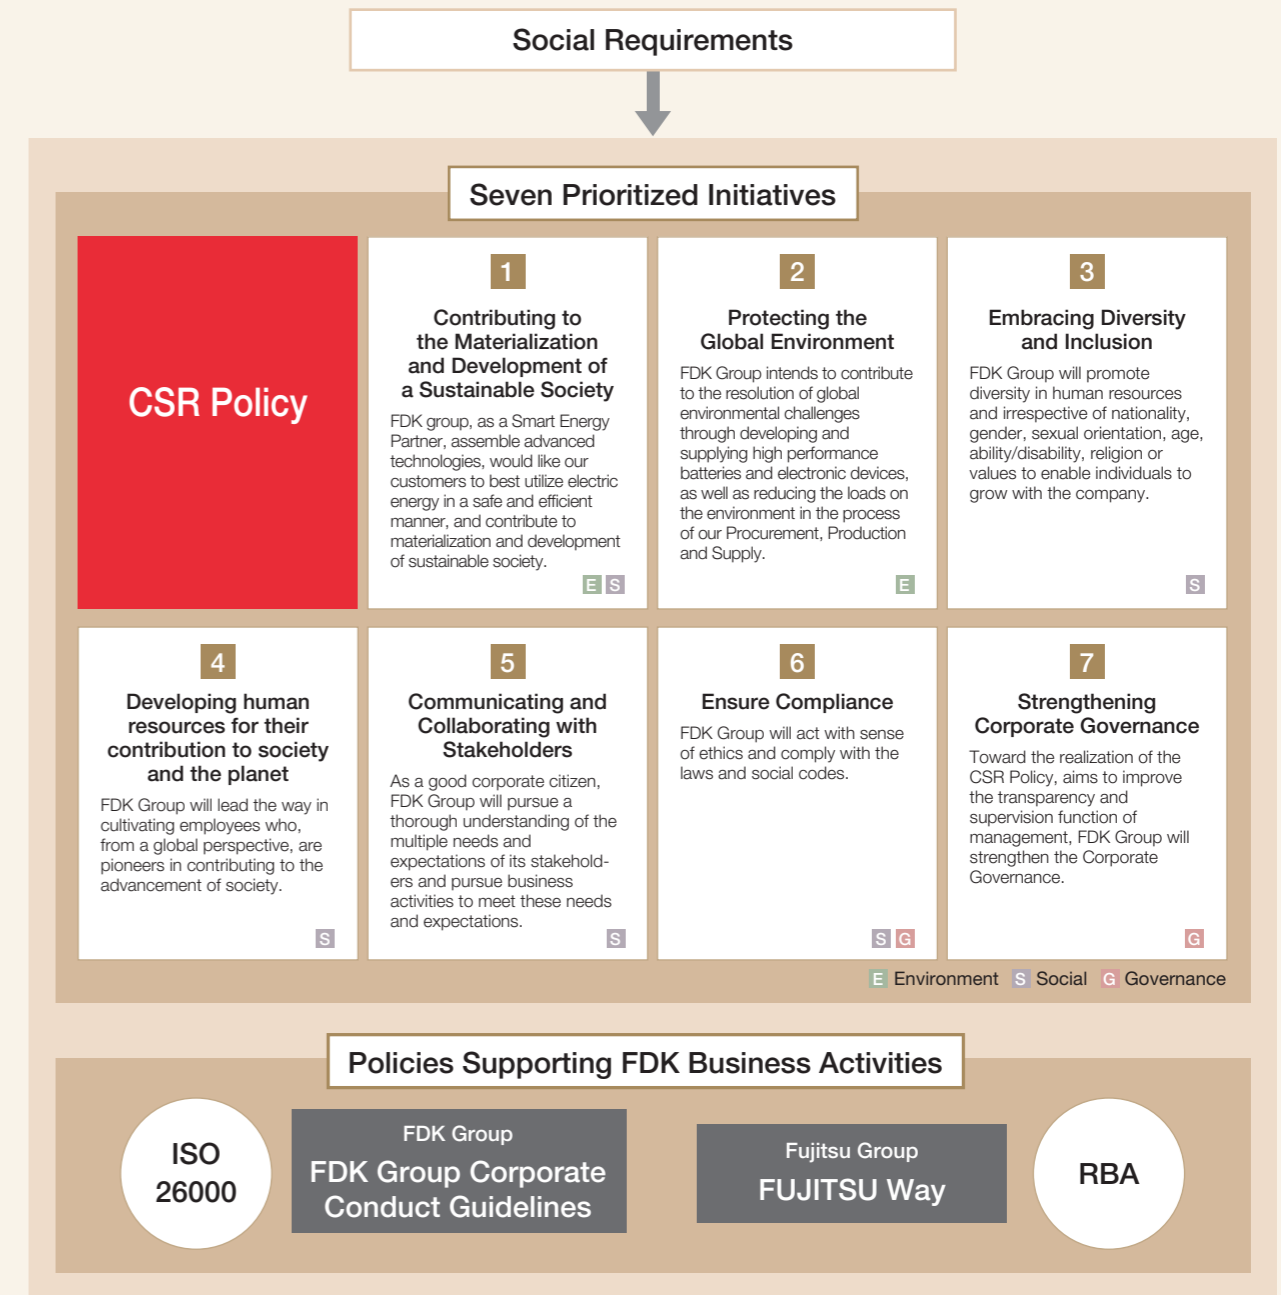 Social Requirements
Seven Prioritized Initiatives
CSR Policy
1
Contributing to
the Materialization
and Development of
a Sustainable Society
FDK group, as a Smart Energy
Partner, assemble advanced
technologies, would like our
customers to best utilize electric
energy in a safe and efficient
manner, and contribute to
materialization and development
of sustainable society.
E S
2
Protecting the
Global Environment
FDK Group intends to contribute
to the resolution of global
environmental challenges
through developing and
supplying high performance
batteries and electronic devices,
as well as reducing the loads on
the environment in the process
of our Procurement, Production
and Supply.
E
3
Embracing Diversity
and Inclusion
FDK Group will promote
diversity in human resources
and irrespective of nationality,
gender, sexual orientation, age,
ability/disability, religion or
values to enable individuals to
grow with the company.
S
4
Developing human
resources for their
contribution to society
and the planet
FDK Group will lead the way in
cultivating employees who,
from a global perspective, are
pioneers in contributing to the
advancement of society.
S
5
Communicating and
Collaborating with
Stakeholders
As a good corporate citizen,
FDK Group will pursue a
thorough understanding of the
multiple needs and
expectations of its stakehold-
ers and pursue business
activities to meet these needs
and expectations.
S
6
Ensure Compliance
FDK Group will act with sense
of ethics and comply with the
laws and social codes.
S G
7
Strengthening
Corporate Governance
Toward the realization of the
CSR Policy, aims to improve
the transparency and
supervision function of
management, FDK Group will
strengthen the Corporate
Governance.
G
E Environment S Social G Governance
Policies Supporting FDK Business Activities
ISO
26000
FDK Group
FDK Group Corporate
Conduct Guidelines
Fujitsu Group
FUJITSU Way
RBA